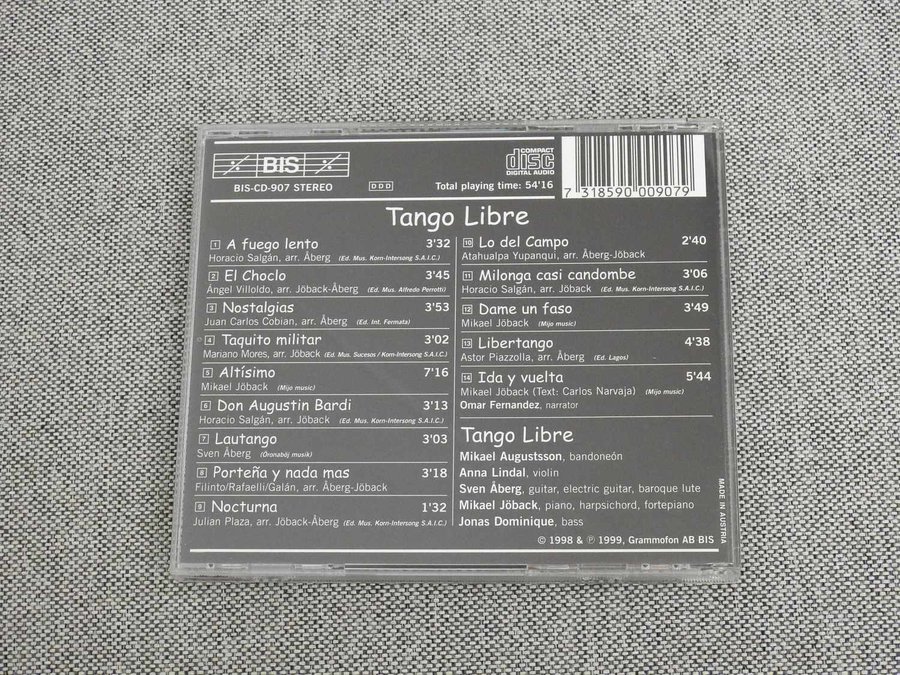 BIS
BIS-CD-907 STEREO
DDD
COMPACT
disc
DIGITAL AUDIO
Total playing time: 54'16
7 318590 009079
Tango Libre
1 A fuego lento 3'32
Horacio Salgán, arr. Åberg (Ed. Mus. Korn-Intersong S.A.I.C.)
2 El Choclo 3'45
Ángel Villoldo, arr. Jöback-Åberg (Ed. Mus. Alfredo Perrotti)
3 Nostalgias 3'53
Juan Carlos Cobian, arr. Åberg (Ed. Int. Fermata)
4 Taquito militar 3'02
Mariano Mores, arr. Jöback (Ed. Mus. Sucesos / Korn-Intersong S.A.I.C.)
5 Altísimo 7'16
Mikael Jöback (Mijo music)
6 Don Augustin Bardi 3'13
Horacio Salgán, arr. Jöback (Ed. Mus. Korn-Intersong S.A.I.C.)
7 Lautango 3'03
Sven Åberg (Öronaböj musik)
8 Porteña y nada mas 3'18
Filinto/Rafaelli/Galán, arr. Åberg-Jöback
9 Nocturna 1'32
Julian Plaza, arr. Jöback-Åberg (Ed. Mus. Korn-Intersong S.A.I.C.)
10 Lo del Campo 2'40
Atahualpa Yupanqui, arr. Åberg-Jöback
11 Milonga casi candombe 3'06
Horacio Salgán, arr. Jöback (Ed. Mus. Korn-Intersong S.A.I.C.)
12 Dame un faso 3'49
Mikael Jöback (Mijo music)
13 Libertango 4'38
Astor Piazzolla, arr. Åberg (Ed. Lagos)
14 Ida y vuelta 5'44
Mikael Jöback (Text: Carlos Narvaja) (Mijo music)
Omar Fernandez, narrator
Tango Libre
Mikael Augustsson, bandoneón
Anna Lindal, violin
Sven Åberg, guitar, electric guitar, baroque lute
Mikael Jöback, piano, harpsichord, fortepiano
Jonas Dominique, bass
© 1998 & ℗ 1999, Grammofon AB BIS
MADE IN AUSTRIA